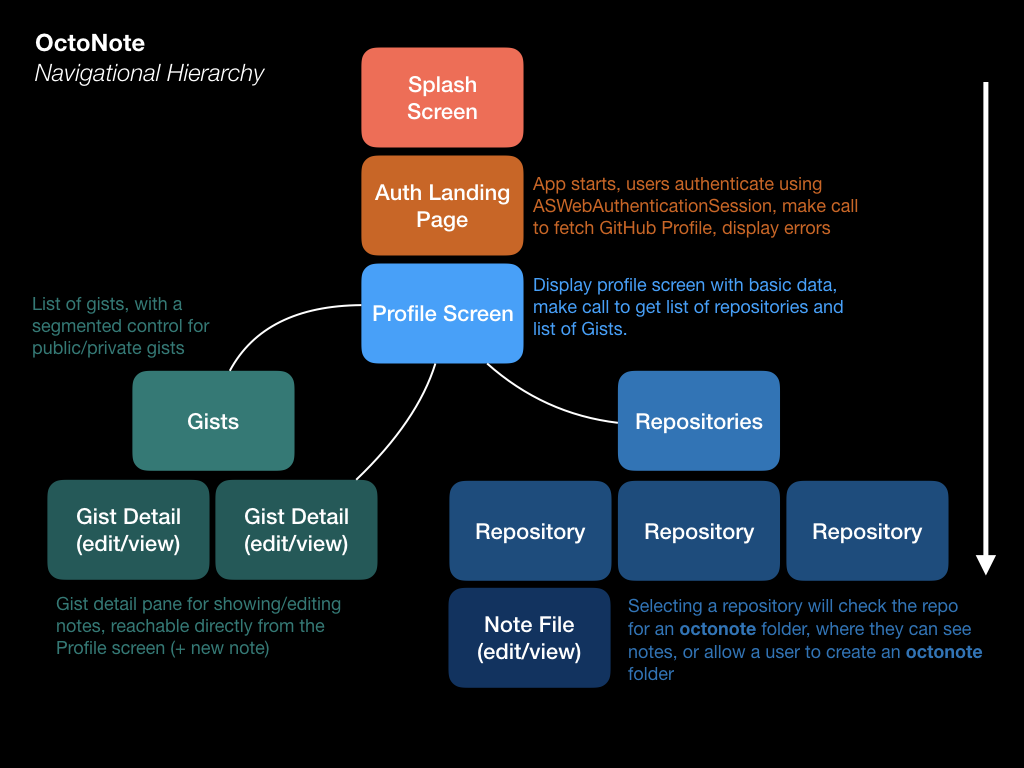 OctoNote
Navigational Hierarchy
Splash
Screen
Auth Landing
Page
App starts, users authenticate using
ASWebAuthenticationSession, make call
to fetch GitHub Profile, display errors
Profile Screen
Display profile screen with basic data,
make call to get list of repositories and
list of Gists.
List of gists, with a
segmented control for
public/private gists
Gists
Repositories
Gist Detail
(edit/view)
Gist Detail
(edit/view)
Repository
Repository
Repository
Gist detail pane for showing/editing
notes, reachable directly from the
Profile screen (+ new note)
Note File
(edit/view)
Selecting a repository will check the repo
for an octonote folder, where they can see
notes, or allow a user to create an octonote
folder